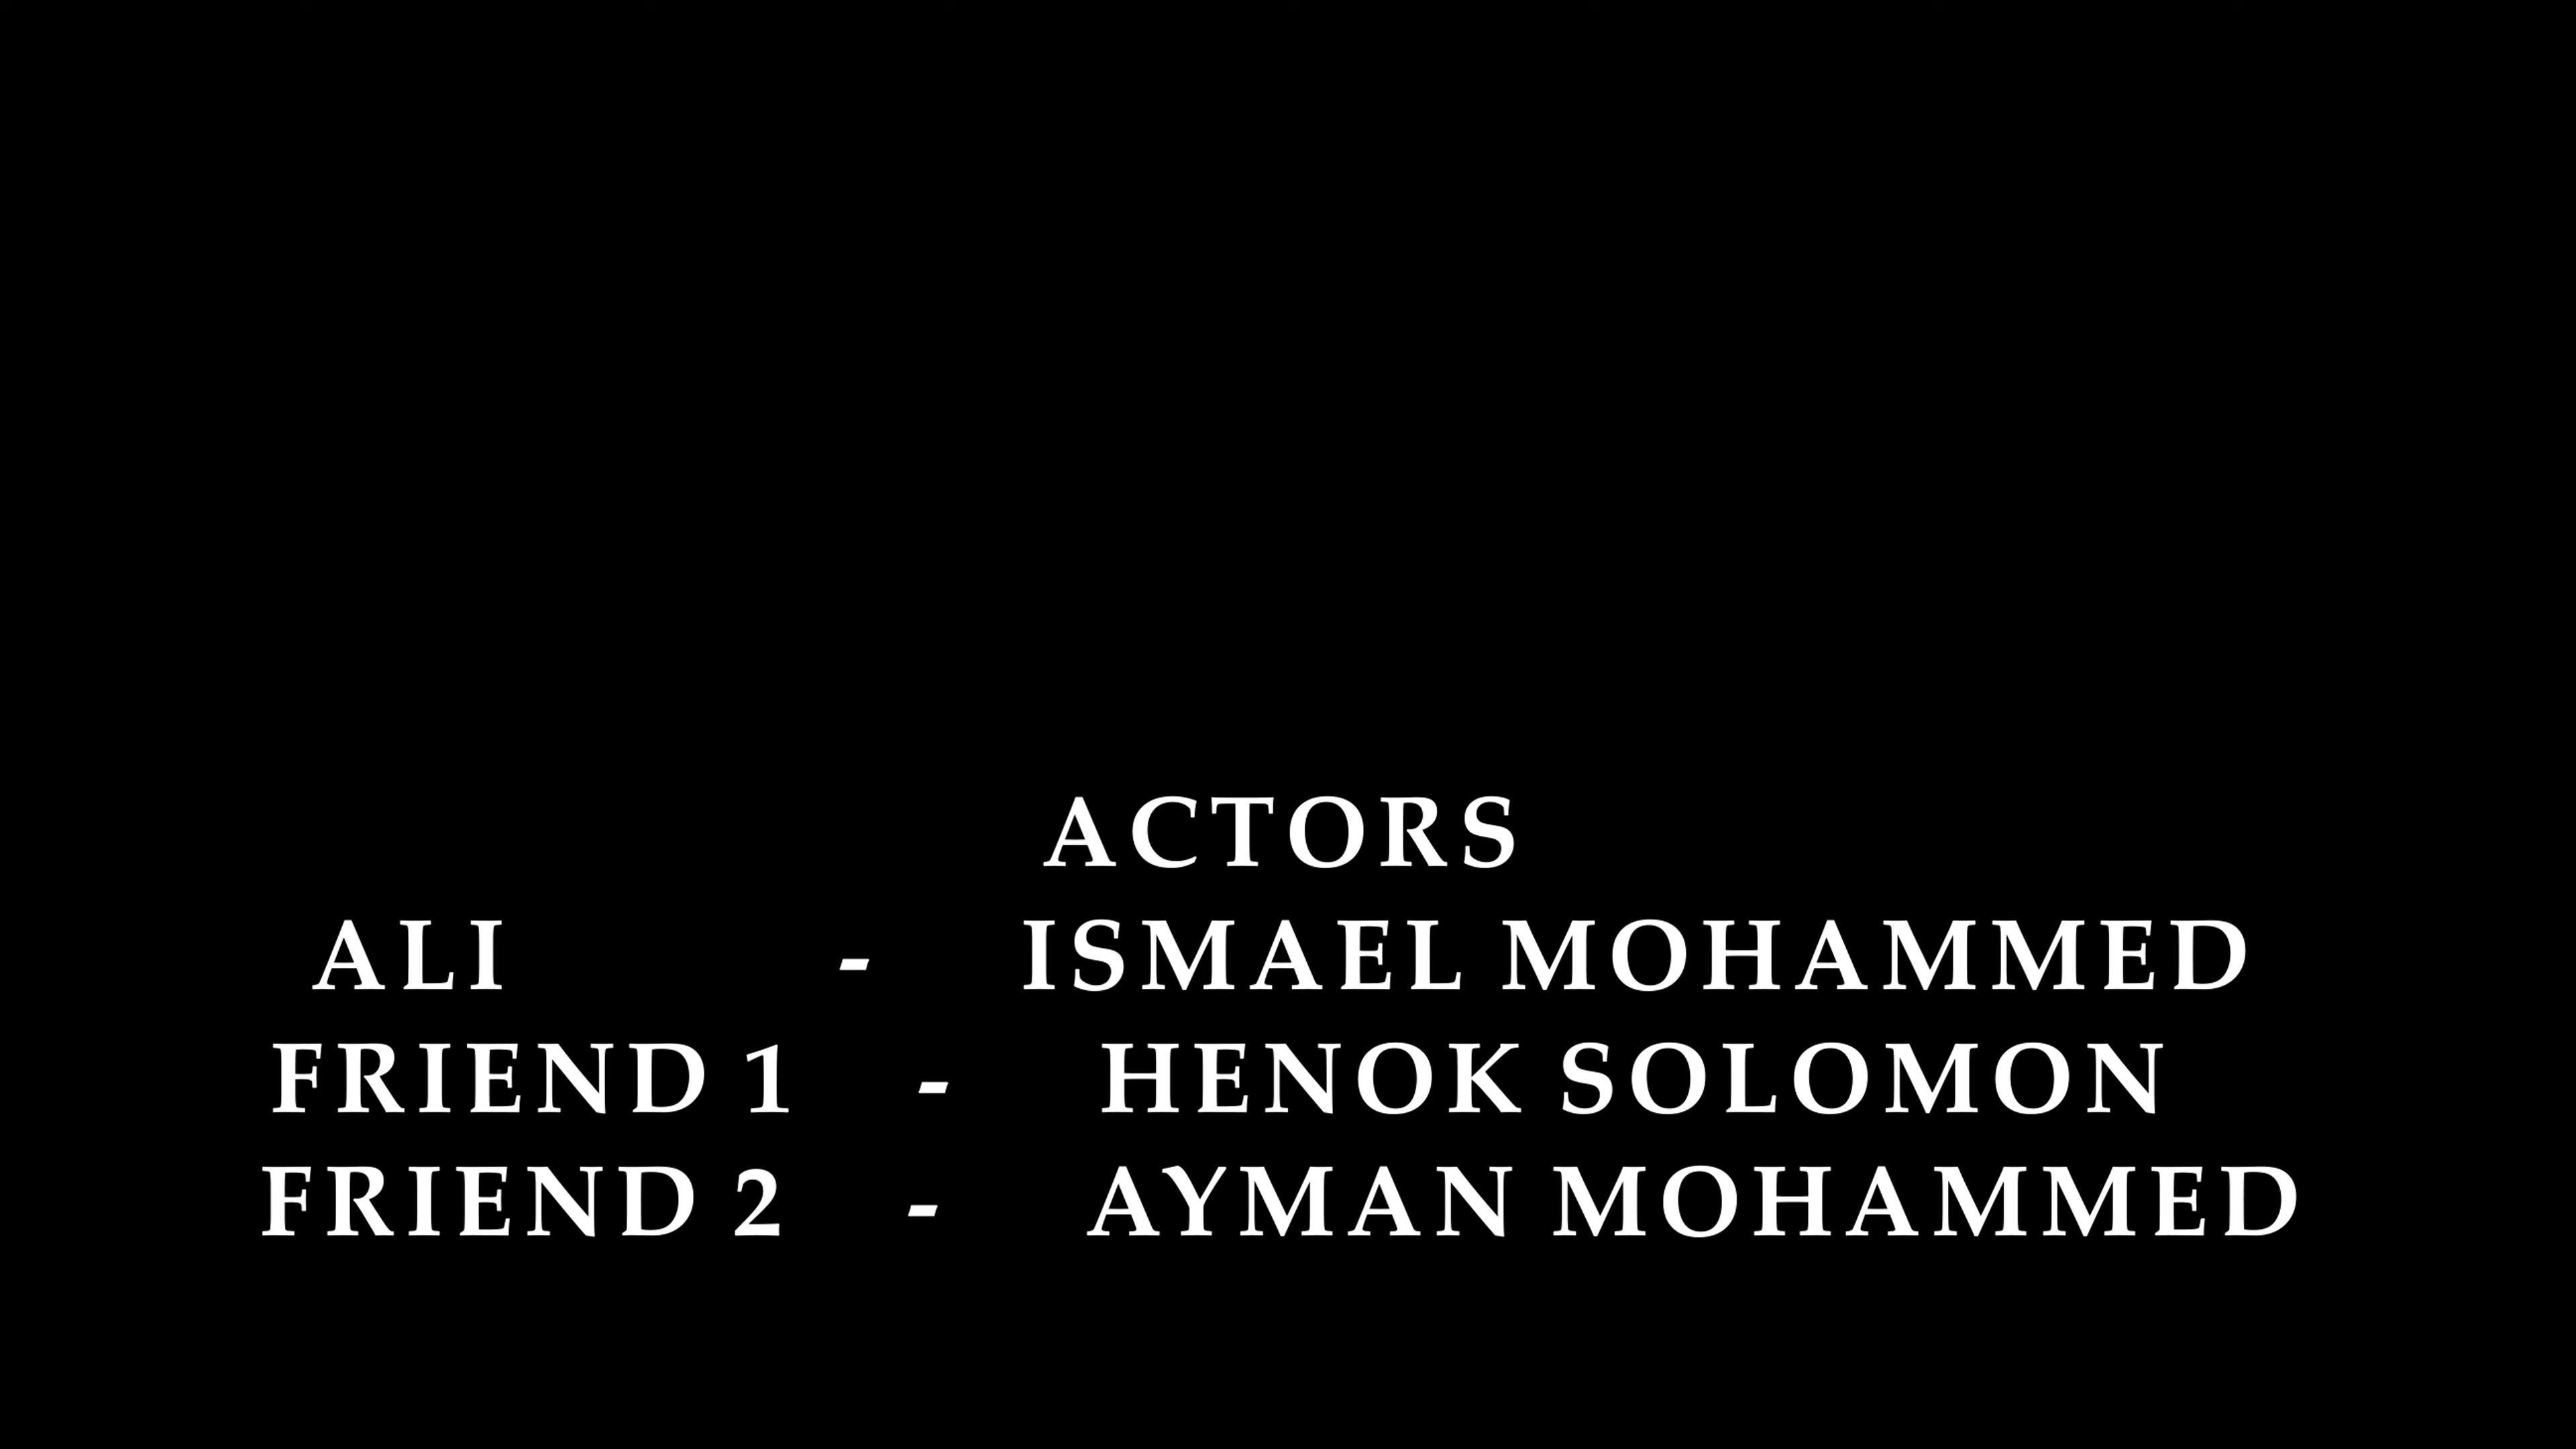 ACTORS
ALI - ISMAEL MOHAMMED
FRIEND 1 - HENOK SOLOMON
FRIEND 2 - AYMAN MOHAMMED